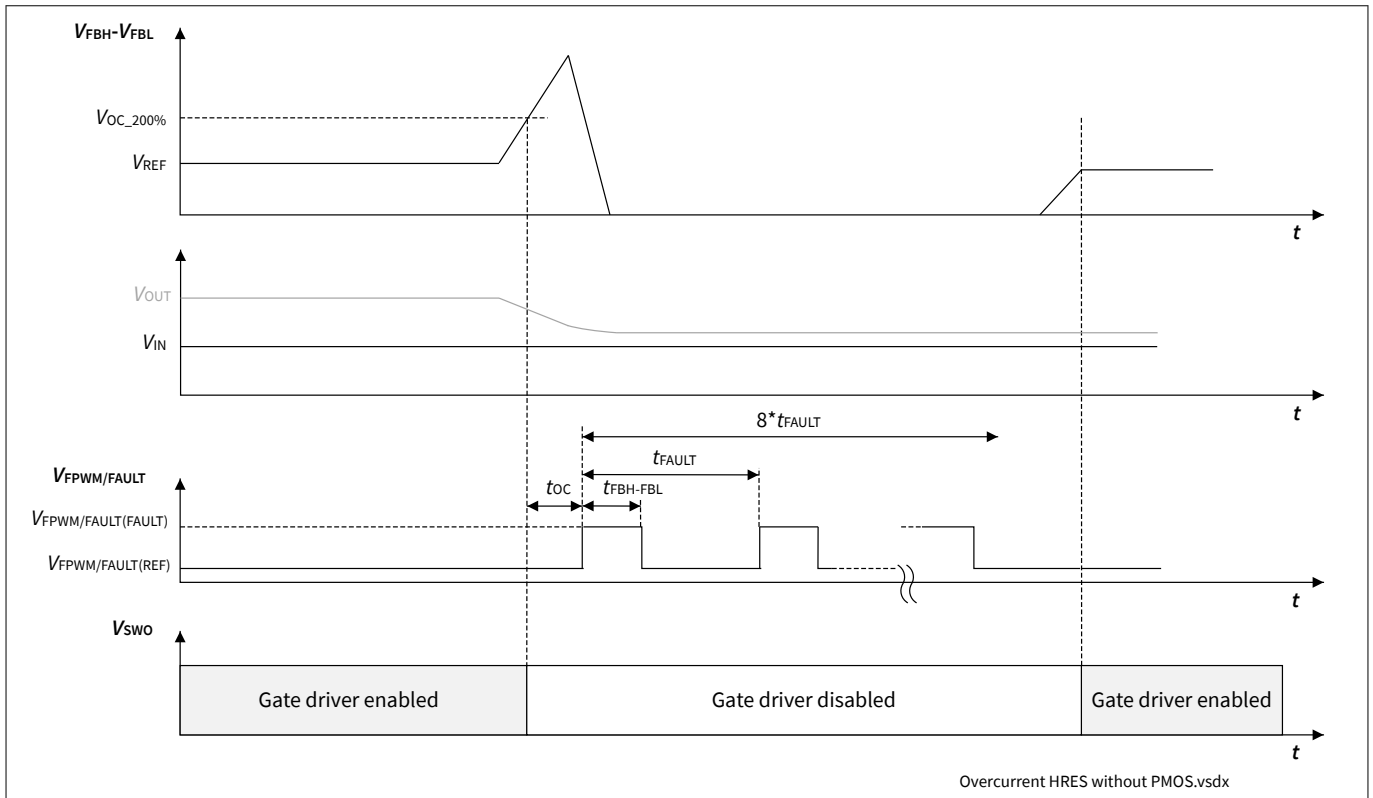 VFBH-VFBL
VOC_200%
VREF
t
VOUT
VIN
t
8*tFAULT
tFAULT
VFPWM/FAULT
tOC tFBH-FBL
VFPWM/FAULT(FAULT)
VFPWM/FAULT(REF)
t
VSWO
Gate driver enabled Gate driver disabled Gate driver enabled
t
Overcurrent HRES without PMOS.vsdx